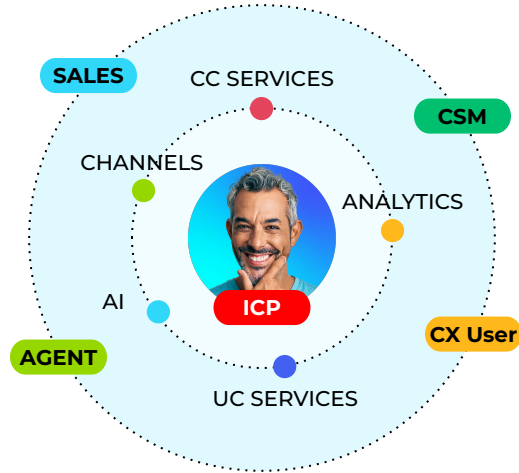 SALES
CC SERVICES
CSM
CHANNELS
ANALYTICS
AI
ICP
CX User
AGENT
UC SERVICES